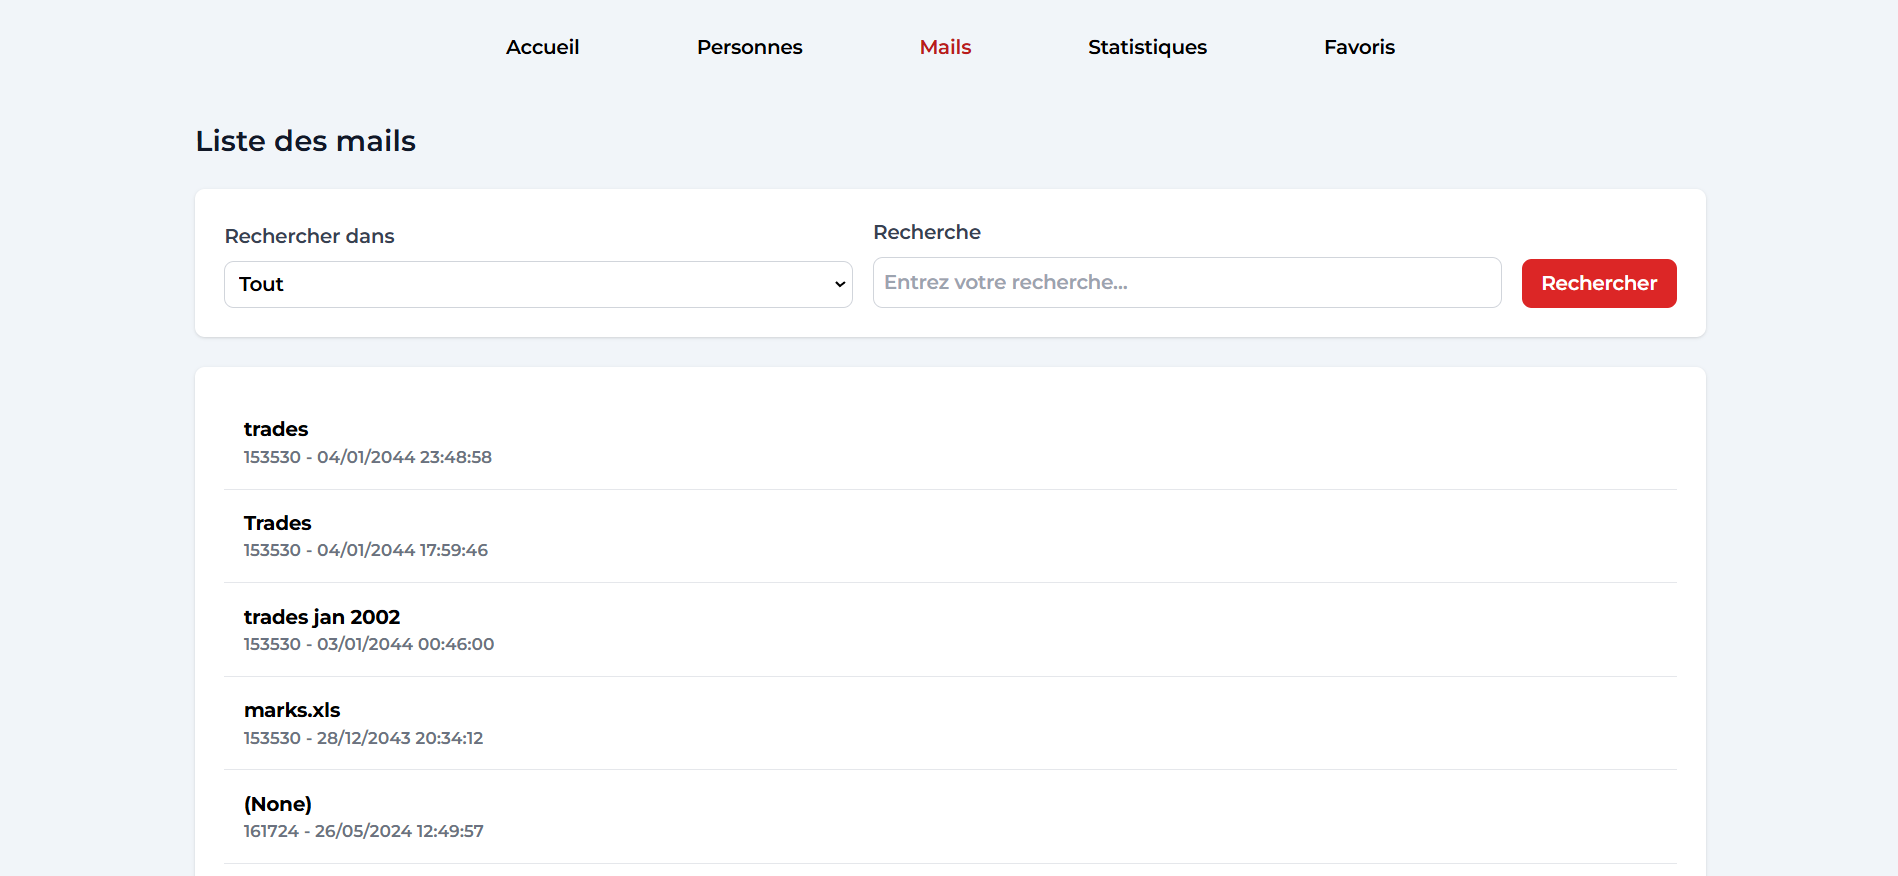 Accueil Personnes Mails Statistiques Favoris
Liste des mails
Rechercher dans
Tout
Recherche
Entrez votre recherche...
Rechercher
trades
153530 - 04/01/2044 23:48:58
Trades
153530 - 04/01/2044 17:59:46
trades jan 2002
153530 - 03/01/2044 00:46:00
marks.xls
153530 - 28/12/2043 20:34:12
(None)
161724 - 26/05/2024 12:49:57